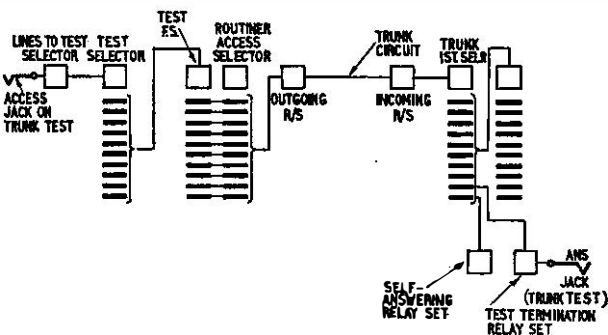 LINES TO TEST
SELECTOR
TEST
SELECTOR
TEST
F.S.
ROUTINER
ACCESS
SELECTOR
TRUNK
CIRCUIT
TRUNK
1ST. SELR
ACCESS
JACK ON
TRUNK TEST
OUTGOING
R/S
INCOMING
R/S
SELF-
ANSWERING
RELAY SET
ANS
JACK
(TRUNK TEST)
TEST TERMINATION
RELAY SET